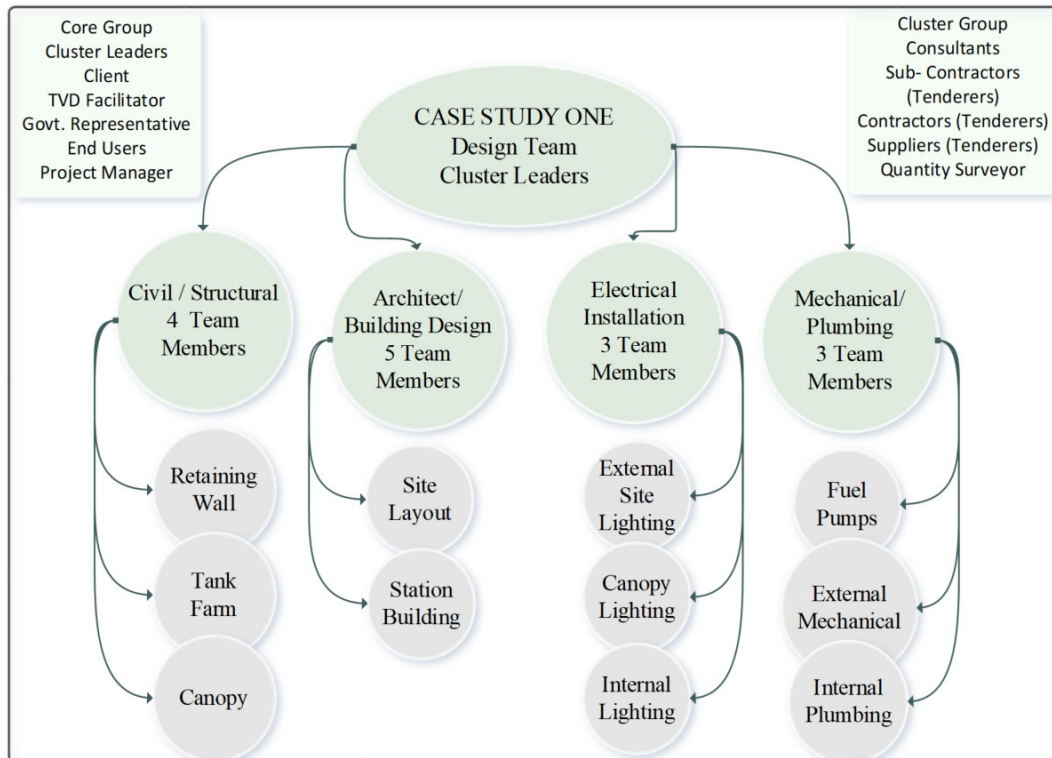 Core Group
Cluster Leaders
Client
TVD Facilitator
Govt. Representative
End Users
Project Manager
CASE STUDY ONE
Design Team
Cluster Leaders
Cluster Group
Consultants
Sub- Contractors
(Tenderers)
Contractors (Tenderers)
Suppliers (Tenderers)
Quantity Surveyor
Civil / Structural
4 Team
Members
Architect/
Building Design
5 Team
Members
Electrical
Installation
3 Team
Members
Mechanical/
Plumbing
3 Team
Members
Retaining
Wall
Tank
Farm
Canopy
Site
Layout
Station
Building
External
Site
Lighting
Canopy
Lighting
Internal
Lighting
Fuel
Pumps
External
Mechanical
Internal
Plumbing